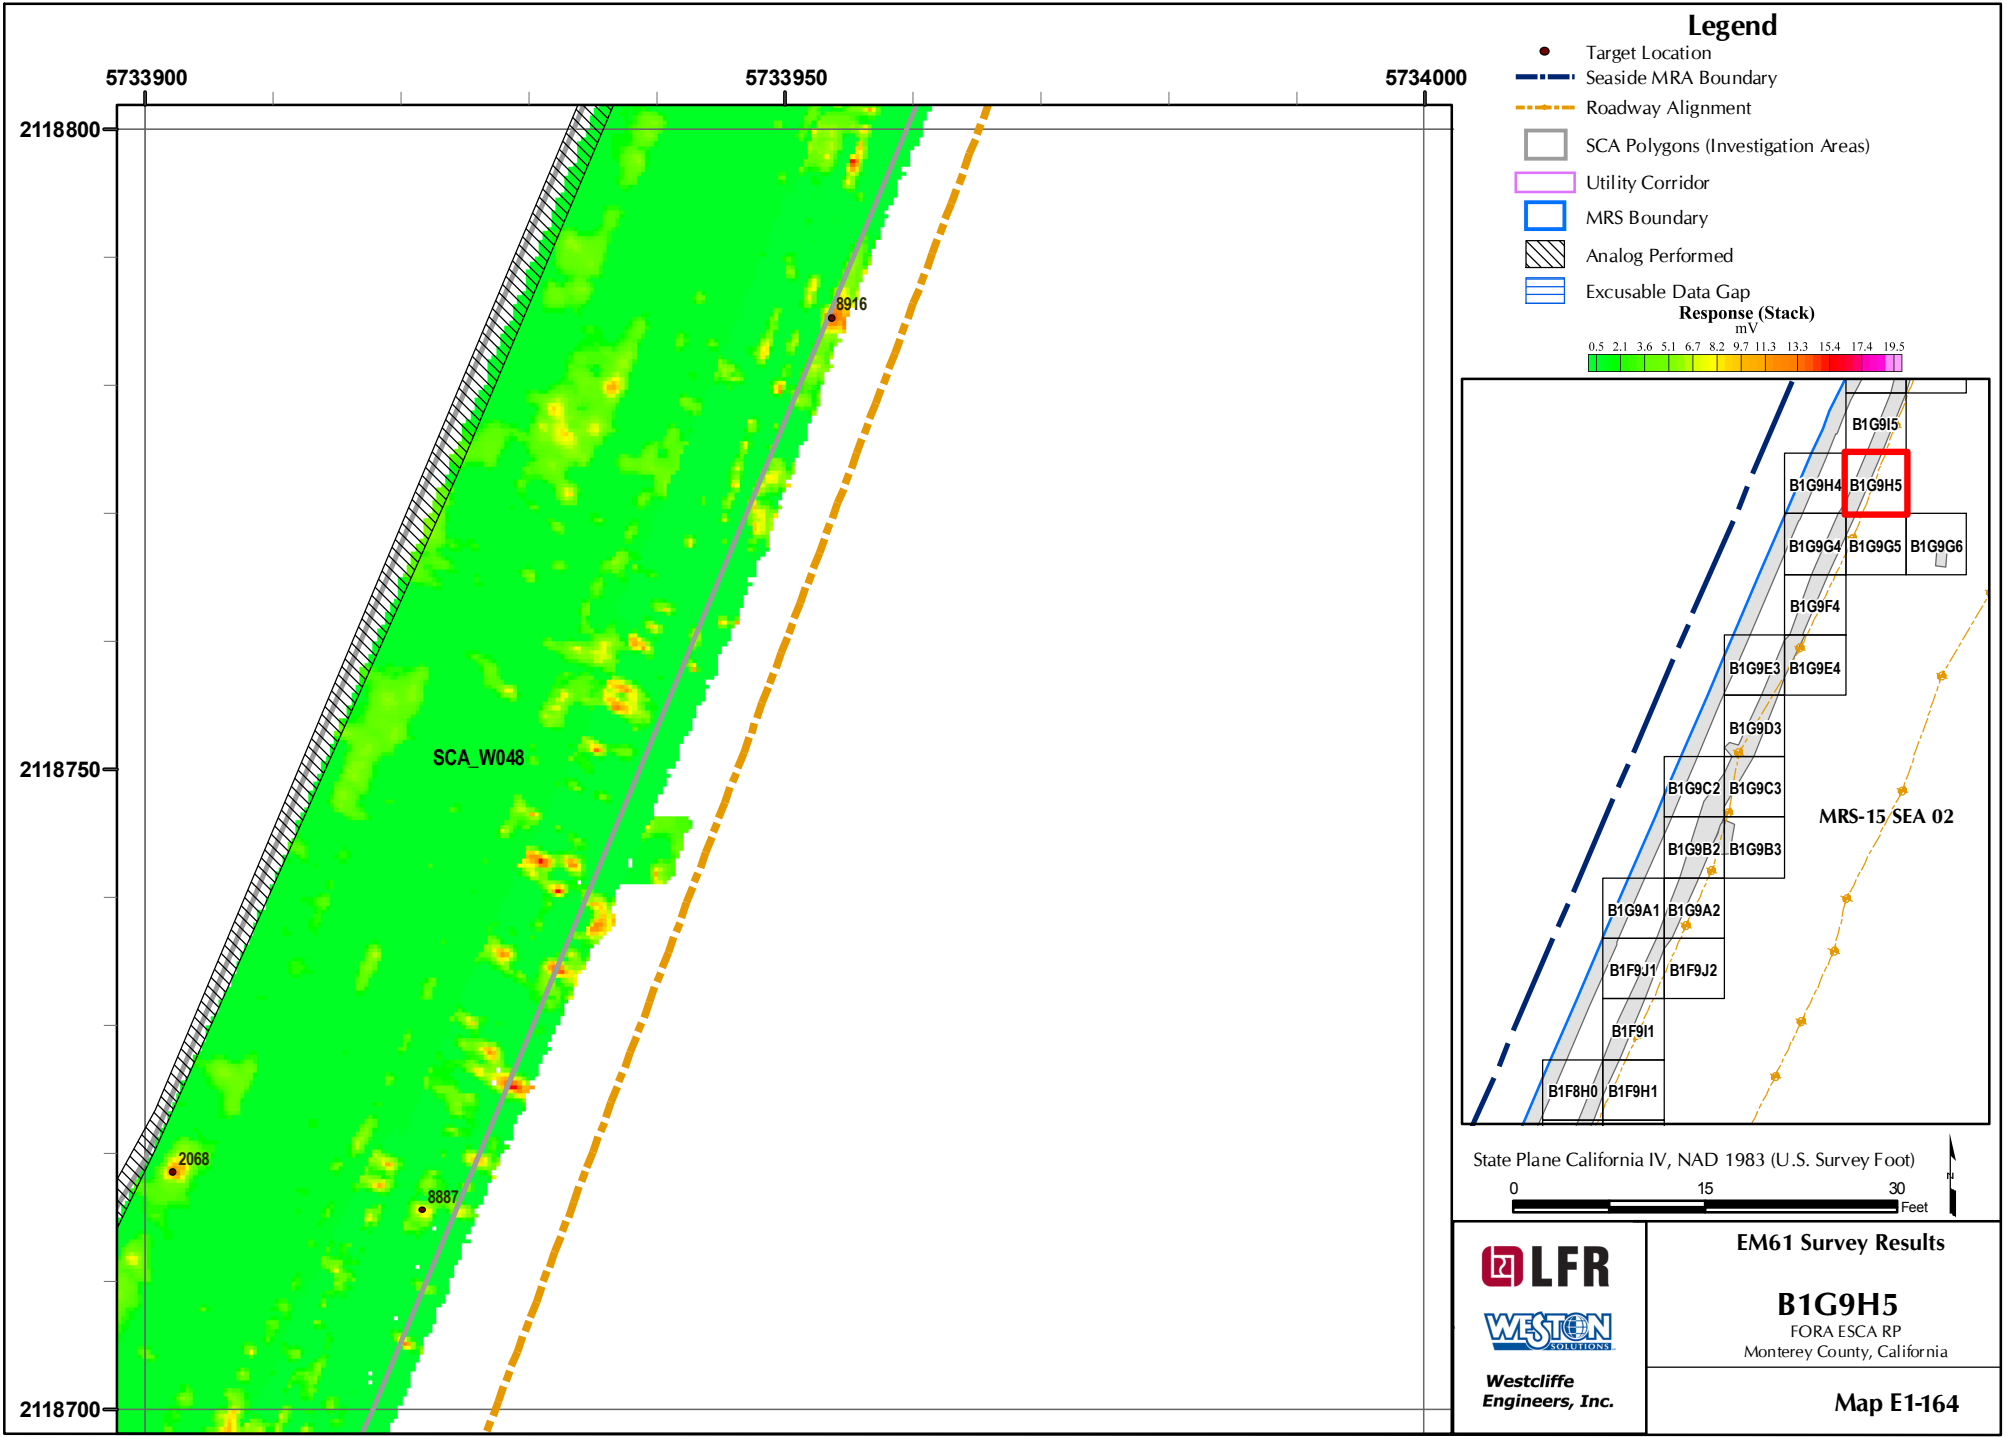 5733900
5733950
5734000
2118800
2118750
2118700
8916
SCA_W048
2068
8887
Legend
Target Location
Seaside MRA Boundary
Roadway Alignment
SCA Polygons (Investigation Areas)
Utility Corridor
MRS Boundary
Analog Performed
Excusable Data Gap
Response (Stack)
mV
0.5 2.1 3.6 5.1 6.7 8.2 9.7 11.3 13.3 15.4 17.4 19.5
B1G9I5
B1G9H4 B1G9H5
B1G9G4 B1G9G5 B1G9G6
B1G9F4
B1G9E3 B1G9E4
B1G9D3
B1G9C2 B1G9C3
MRS-15 SEA 02
B1G9B2 B1G9B3
B1G9A1 B1G9A2
B1F9J1 B1F9J2
B1F9I1
B1F8H0 B1F9H1
State Plane California IV, NAD 1983 (U.S. Survey Foot)
0 15 30
Feet
N
LFR
WESTON
SOLUTIONS
Westcliffe
Engineers, Inc.
EM61 Survey Results
B1G9H5
FORA ESCA RP
Monterey County, California
Map E1-164